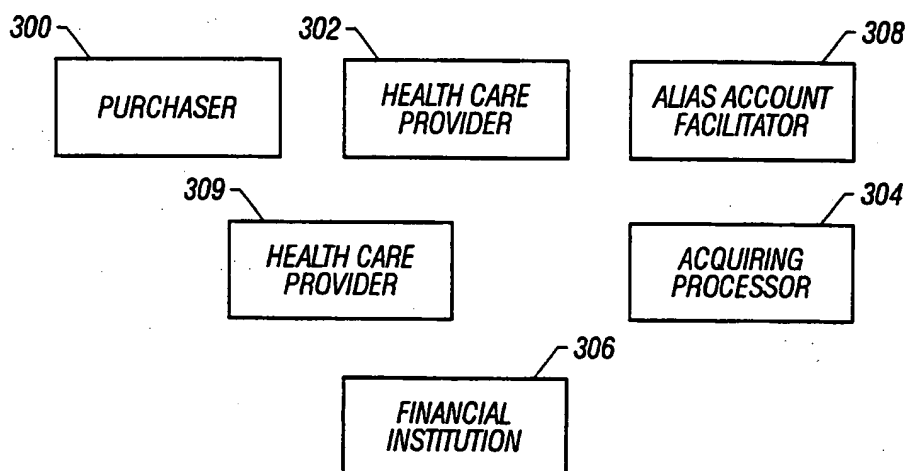 300
PURCHASER
302
HEALTH CARE
PROVIDER
308
ALIAS ACCOUNT
FACILITATOR
309
HEALTH CARE
PROVIDER
304
ACQUIRING
PROCESSOR
306
FINANCIAL
INSTITUTION